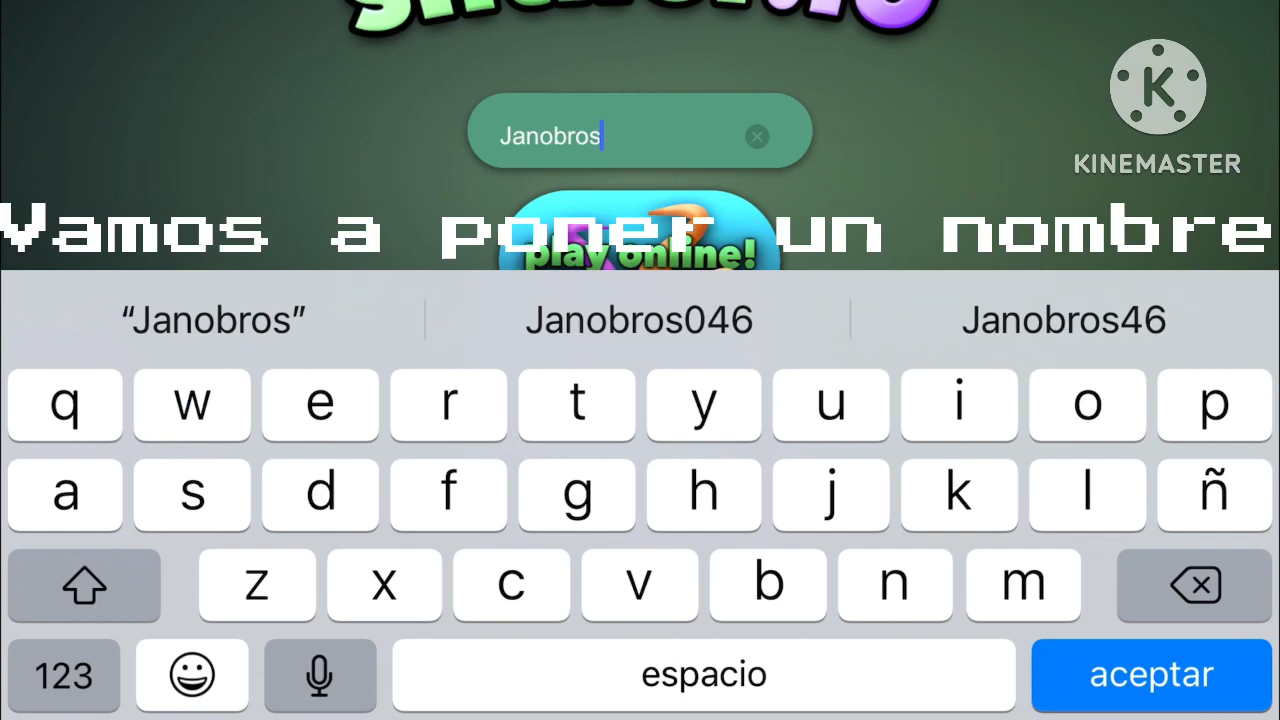 Janobros
KINEMASTER
Vamos a poner un nombre
play online!
“Janobros” Janobros046 Janobros46
q w e r t y u i o p
a s d f g h j k l ñ
z x c v b n m
123 espacio aceptar